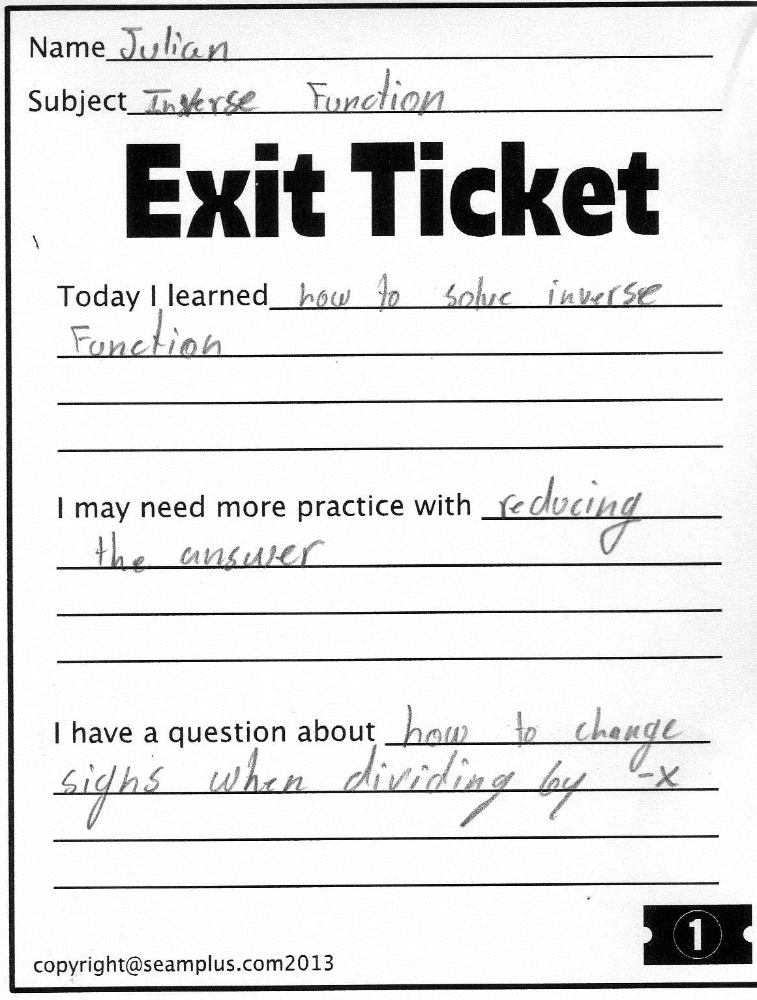 Name Julian
Subject Inverse Function
Exit Ticket
Today I learned how to solve inverse
Function
I may need more practice with reducing
the answer
I have a question about how to change
signs when dividing by -x
1
copyright@seamplus.com2013